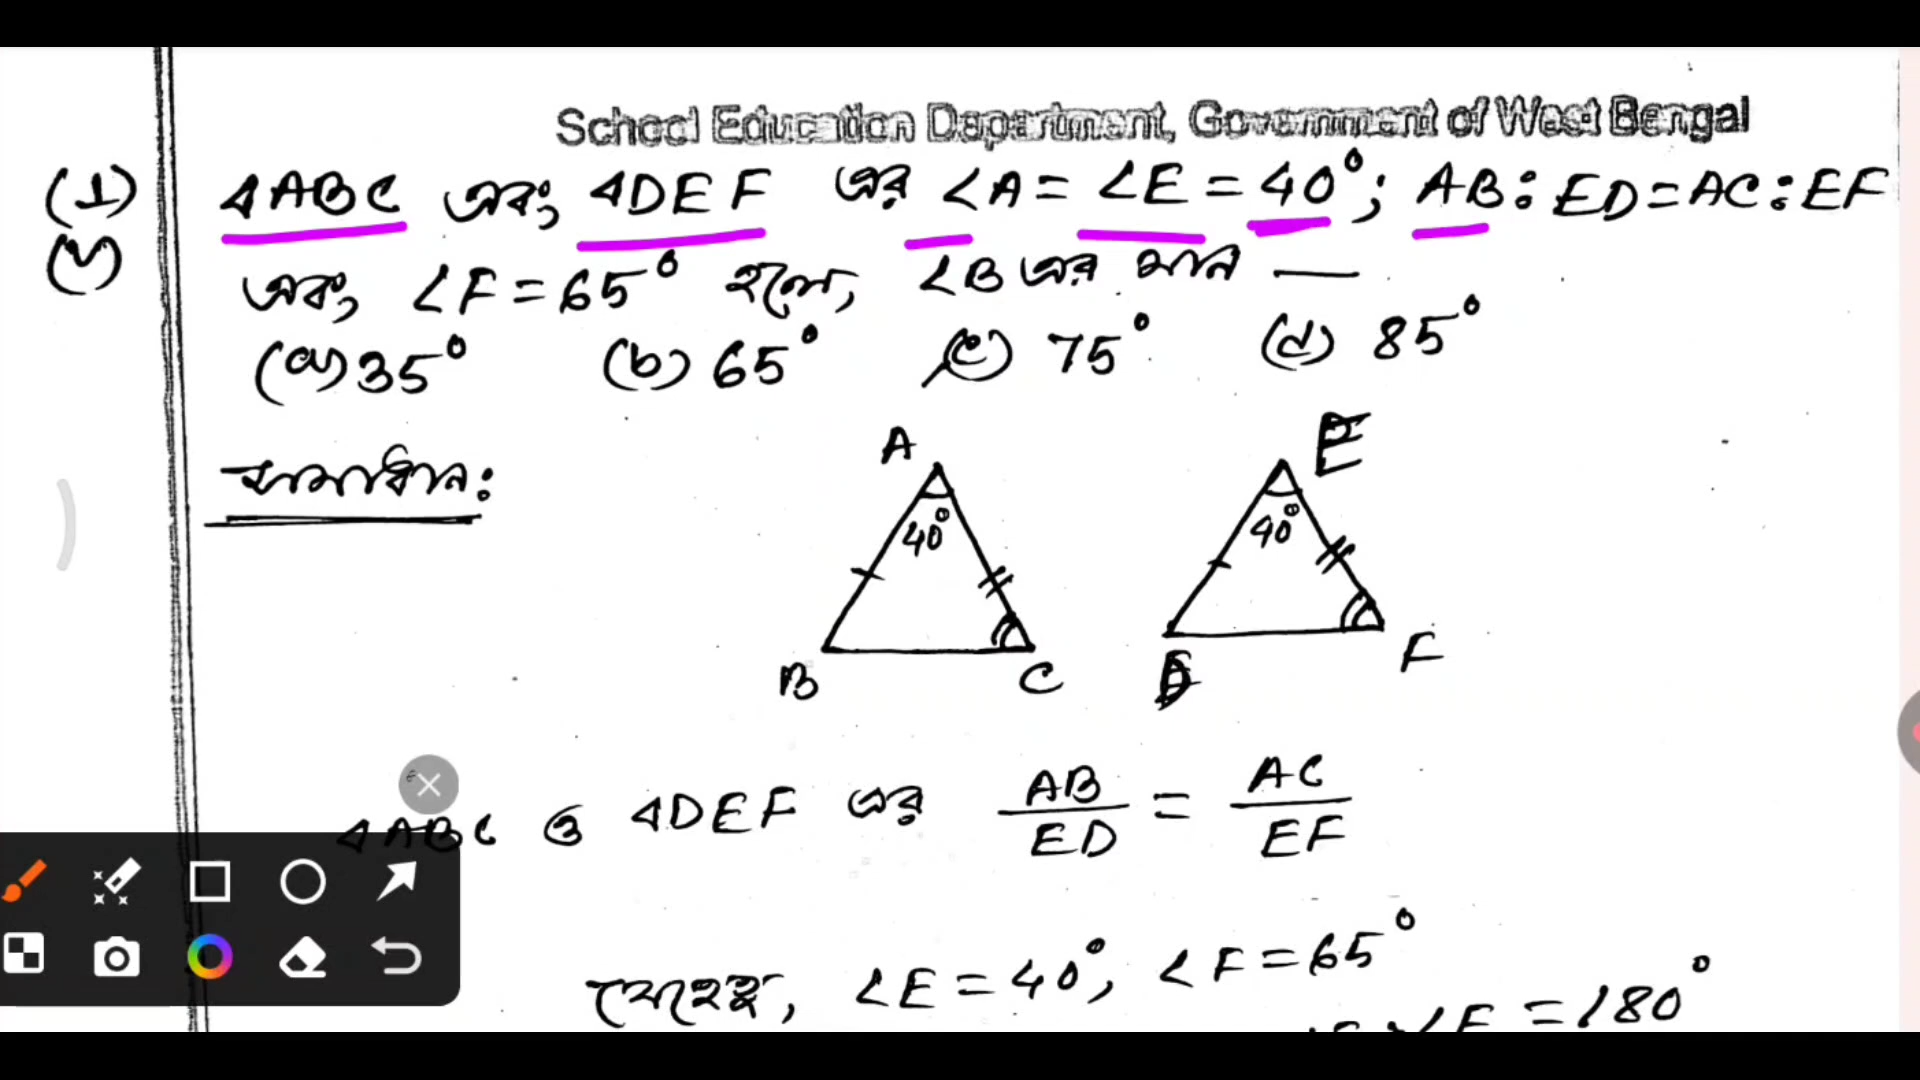 School Education Department, Government of West Bengal
(1) ΔABC এবং ΔDEF এর ∠A = ∠E = 40°; AB : ED = AC : EF
(v) এবং ∠F = 65° হলে, ∠B এর মান —
(a) 35° (b) 65° (c) 75° (d) 85°
সমাধান:
A E
40° 40°
B C D F
ΔABC ও ΔDEF এর AB/ED = AC/EF
যেহেতু, ∠E = 40°, ∠F = 65°
= 180°